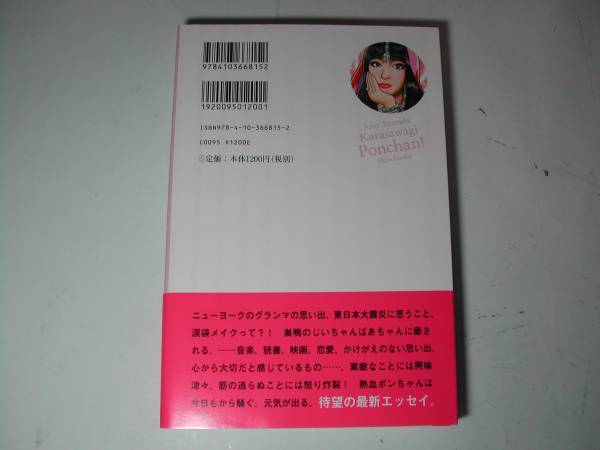 9784103668152
1920095012001
ISBN978-4-10-366815-2
C0095 ¥1200E
Ⓢ定価：本体1200円(税別)
Amy Yamada
Karasawagi
Ponchan!
Shinchosha
ニューヨークのグランマの思い出、東日本大震災に思うこと、
涙袋メイクって？！　巣鴨のじいちゃんばあちゃんに癒さ
れる。――音楽、読書、映画、恋愛、かけがえのない思い出、
心から大切だと感じているもの……。素敵なことには興味
津々、筋の通らぬことには怒り炸裂！　熱血ポンちゃんは
今日もから騒ぐ。元気が出る、待望の最新エッセイ。